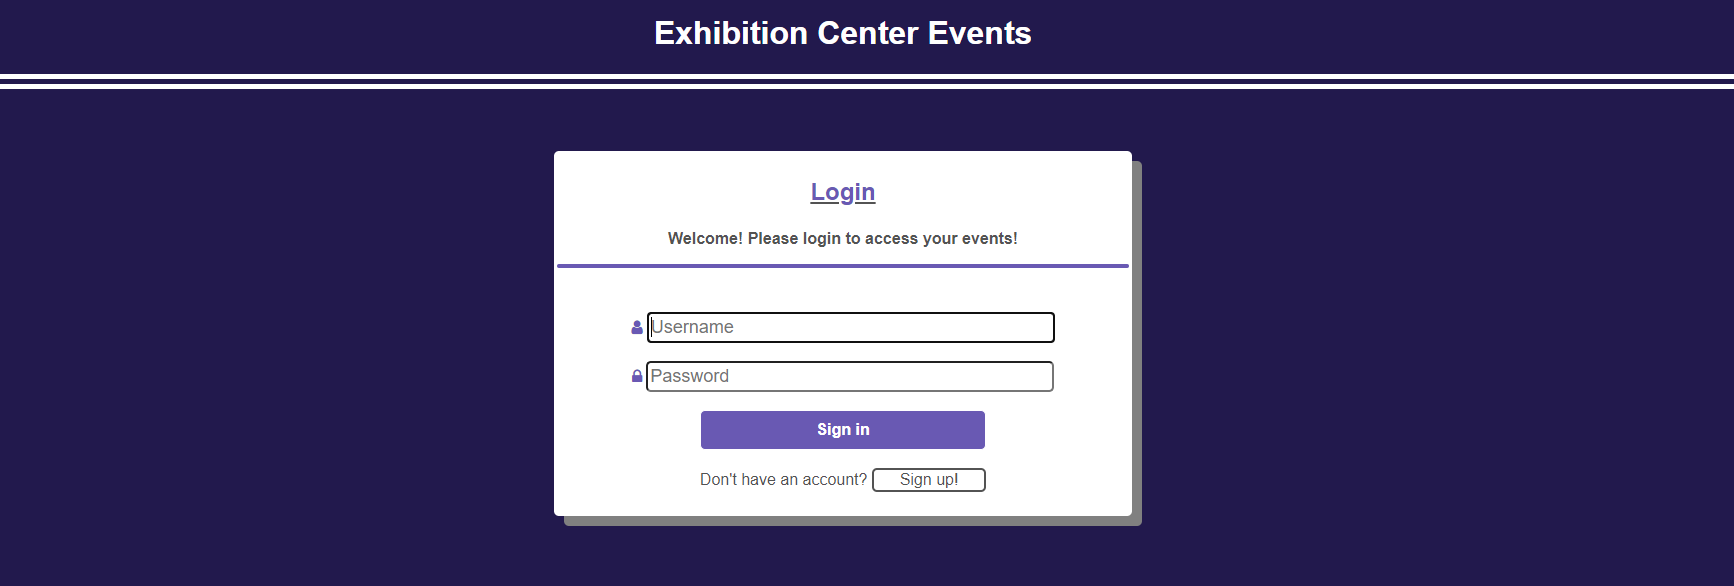 Exhibition Center Events
Login
Welcome! Please login to access your events!
Username
Password
Sign in
Don't have an account? Sign up!